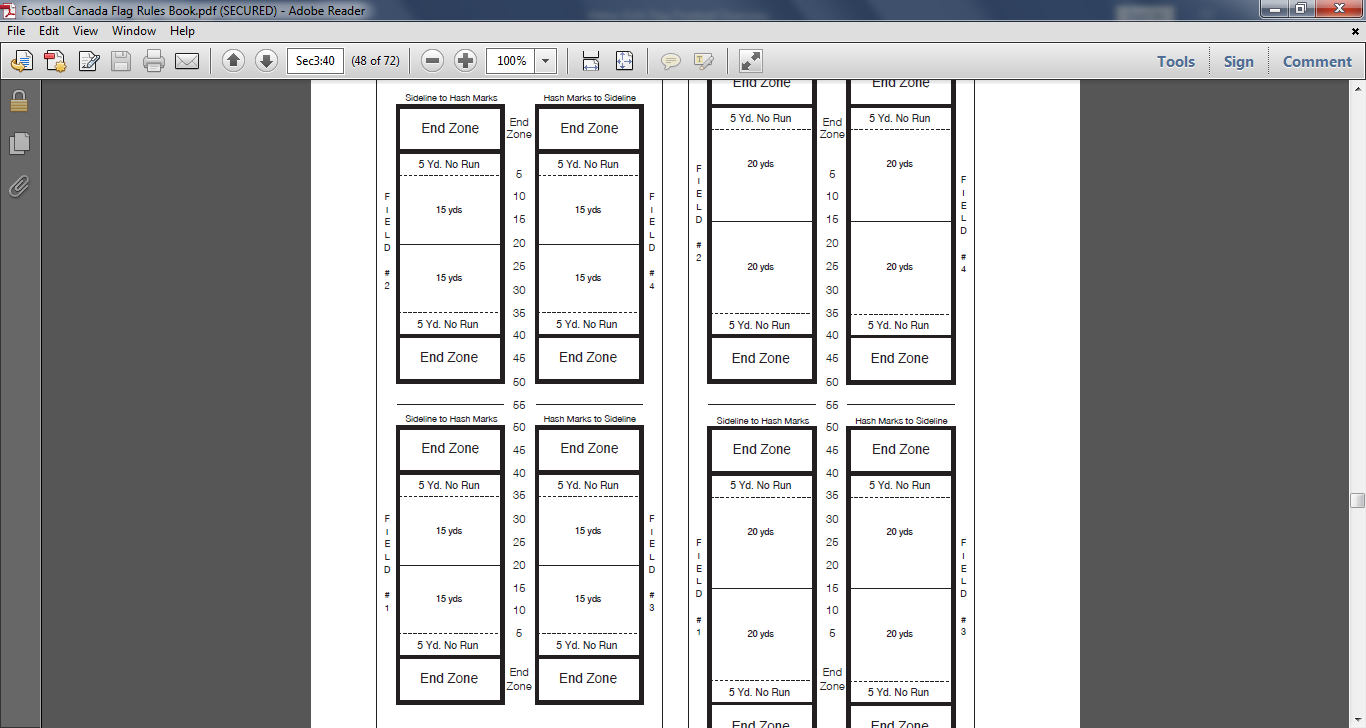 Football Canada Flag Rules Book.pdf (SECURED) - Adobe Reader
File Edit View Window Help
Sec3:40 (48 of 72) 100% Tools Sign Comment
Sideline to Hash Marks
Hash Marks to Sideline
End Zone
End Zone
End Zone
5 Yd. No Run
5 Yd. No Run
5
10
15
20
25
30
35
40
45
50
55
15 yds
15 yds
15 yds
15 yds
5 Yd. No Run
5 Yd. No Run
End Zone
End Zone
FIELD #2
FIELD #4
Sideline to Hash Marks
Hash Marks to Sideline
End Zone
End Zone
5 Yd. No Run
5 Yd. No Run
50
45
40
35
30
25
20
15
10
5
End Zone
15 yds
15 yds
15 yds
15 yds
5 Yd. No Run
5 Yd. No Run
End Zone
End Zone
FIELD #1
FIELD #3
End Zone
End Zone
5 Yd. No Run
5 Yd. No Run
End Zone
5
10
15
20
25
30
35
40
45
50
55
20 yds
20 yds
20 yds
20 yds
5 Yd. No Run
5 Yd. No Run
End Zone
End Zone
FIELD #2
FIELD #4
Sideline to Hash Marks
Hash Marks to Sideline
End Zone
End Zone
5 Yd. No Run
5 Yd. No Run
50
45
40
35
30
25
20
15
10
5
End Zone
20 yds
20 yds
20 yds
20 yds
5 Yd. No Run
5 Yd. No Run
End Zone
End Zone
FIELD #1
FIELD #3